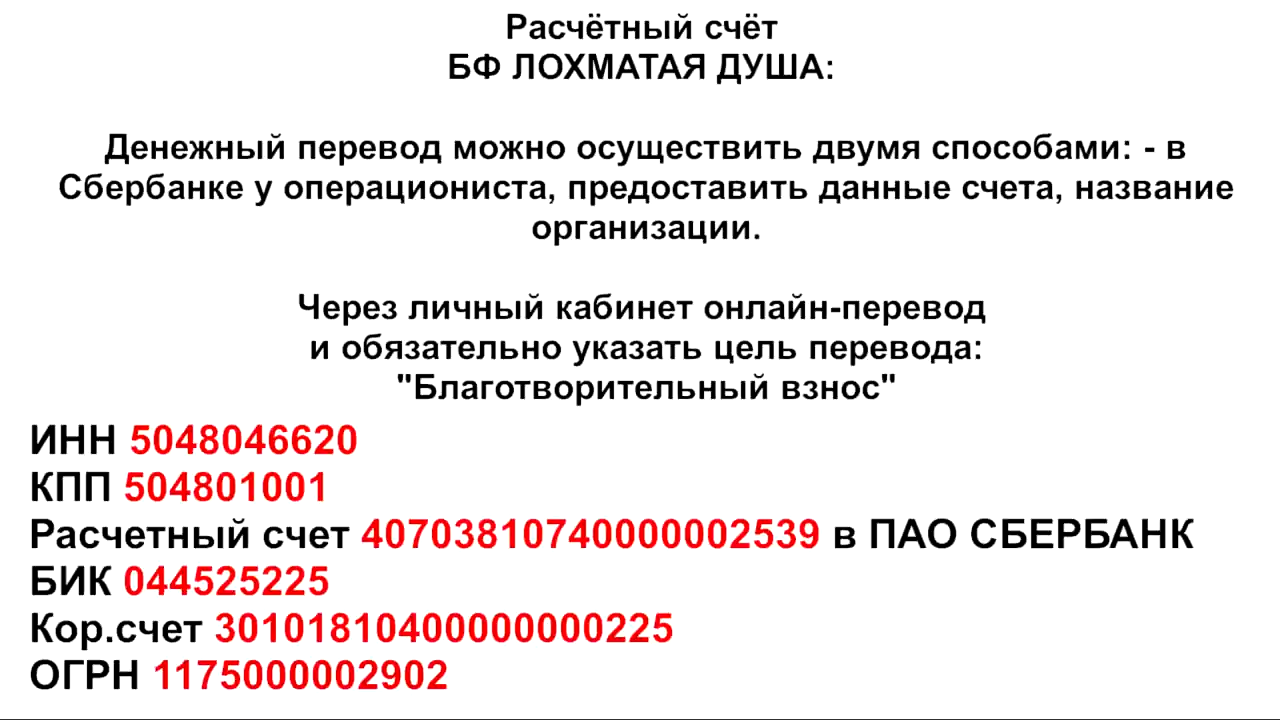 Расчётный счёт
БФ ЛОХМАТАЯ ДУША:
Денежный перевод можно осуществить двумя способами: - в
Сбербанке у операциониста, предоставить данные счета, название
организации.
Через личный кабинет онлайн-перевод
и обязательно указать цель перевода:
"Благотворительный взнос"
ИНН 5048046620
КПП 504801001
Расчетный счет 40703810740000002539 в ПАО СБЕРБАНК
БИК 044525225
Кор.счет 30101810400000000225
ОГРН 1175000002902